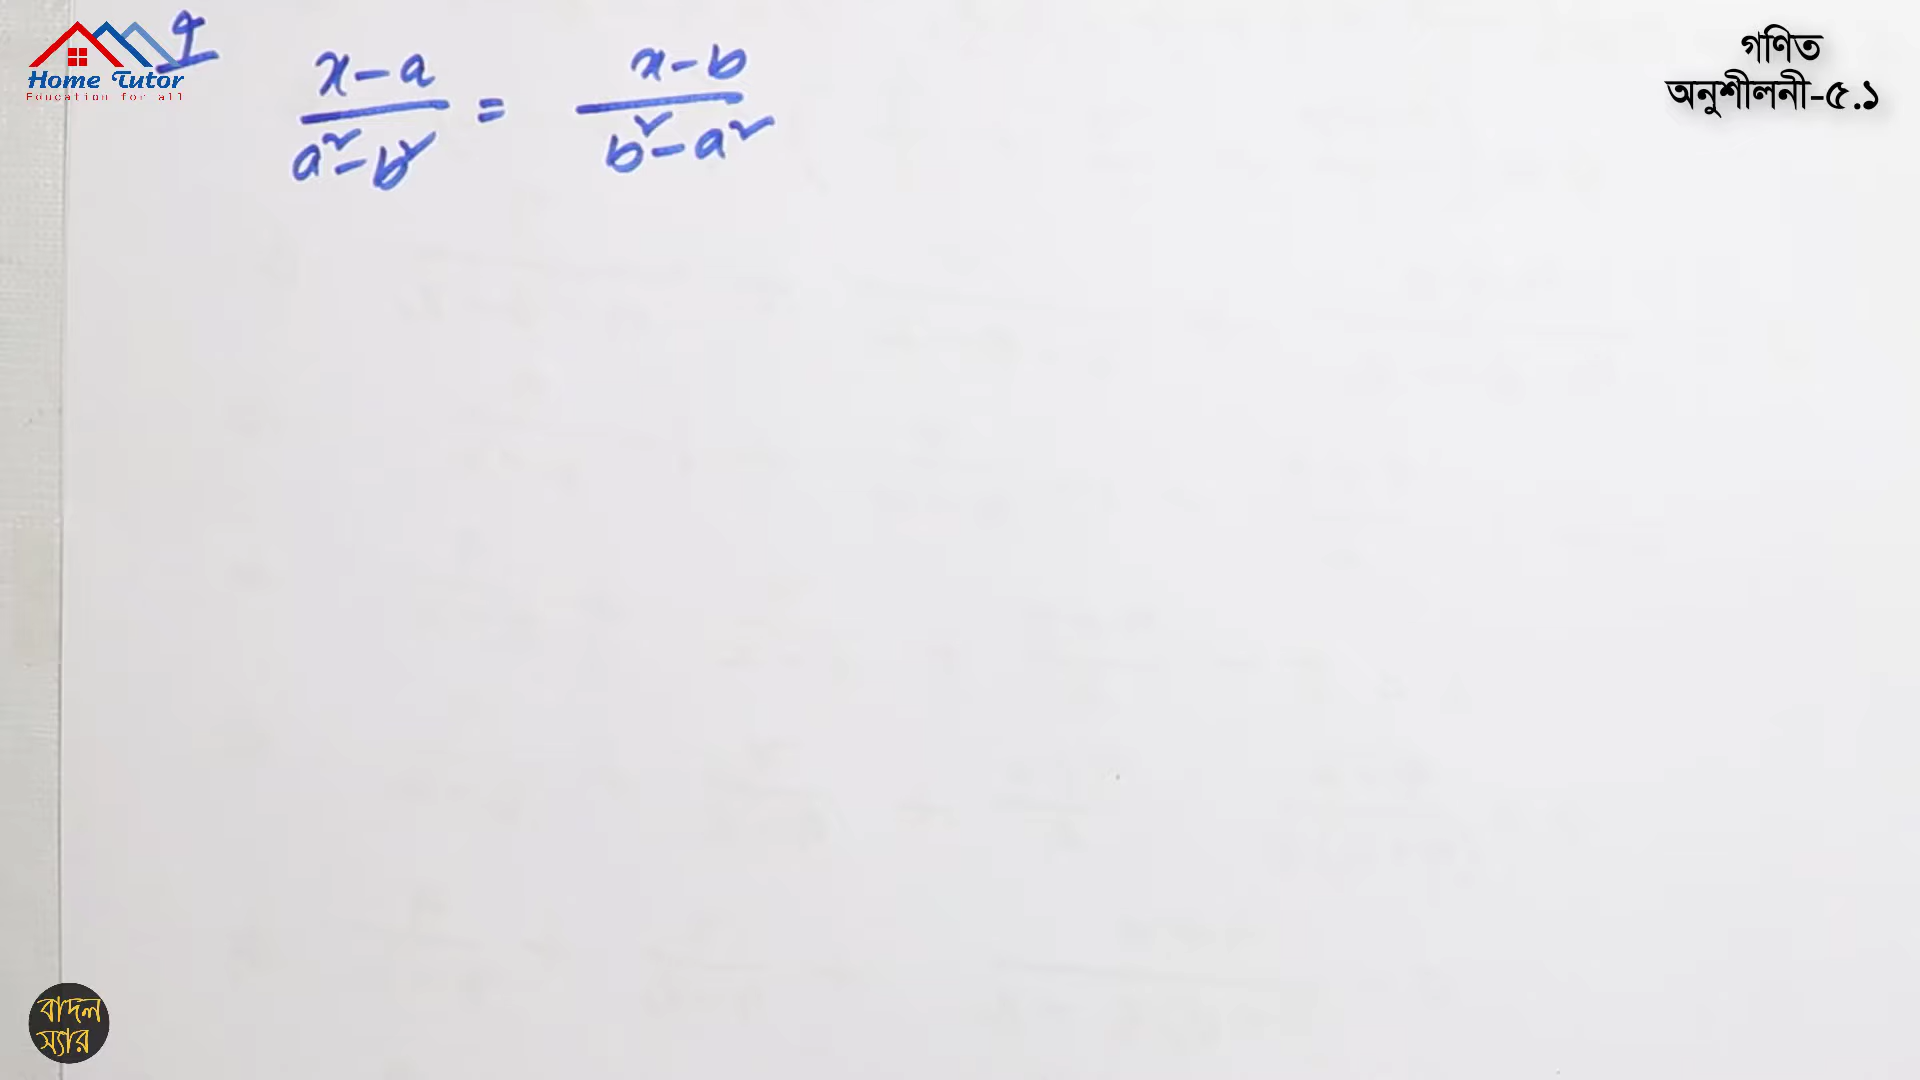 ৭
x-a/a²-b² = x-b/b²-a²
Home Tutor
Education for all
গণিত
অনুশীলনী-৫.১
বাদল
স্যার